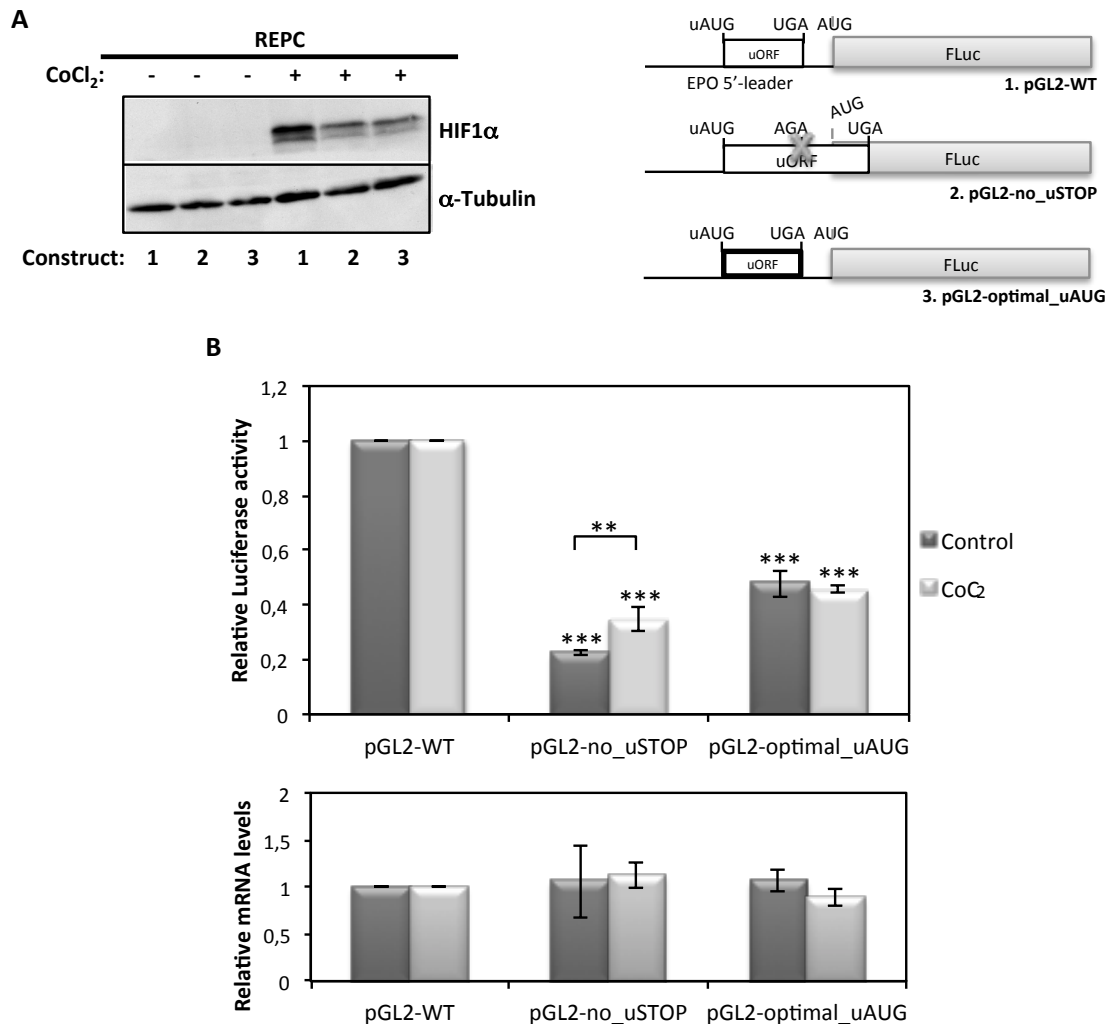 A
REPC
CoCl2: - - - + + +
HIF1α
α-Tubulin
Construct: 1 2 3 1 2 3
uAUG UGA AUG
uORF
FLuc
EPO 5'-leader
1. pGL2-WT
uAUG AGA AUG UGA
X
uORF
FLuc
2. pGL2-no_uSTOP
uAUG UGA AUG
uORF
FLuc
3. pGL2-optimal_uAUG
B
Relative Luciferase activity
1,2
1
0,8
0,6
0,4
0,2
0
**
***
***
***
***
pGL2-WT
pGL2-no_uSTOP
pGL2-optimal_uAUG
Control
CoC2
Relative mRNA levels
2
1,5
1
0,5
0
pGL2-WT
pGL2-no_uSTOP
pGL2-optimal_uAUG